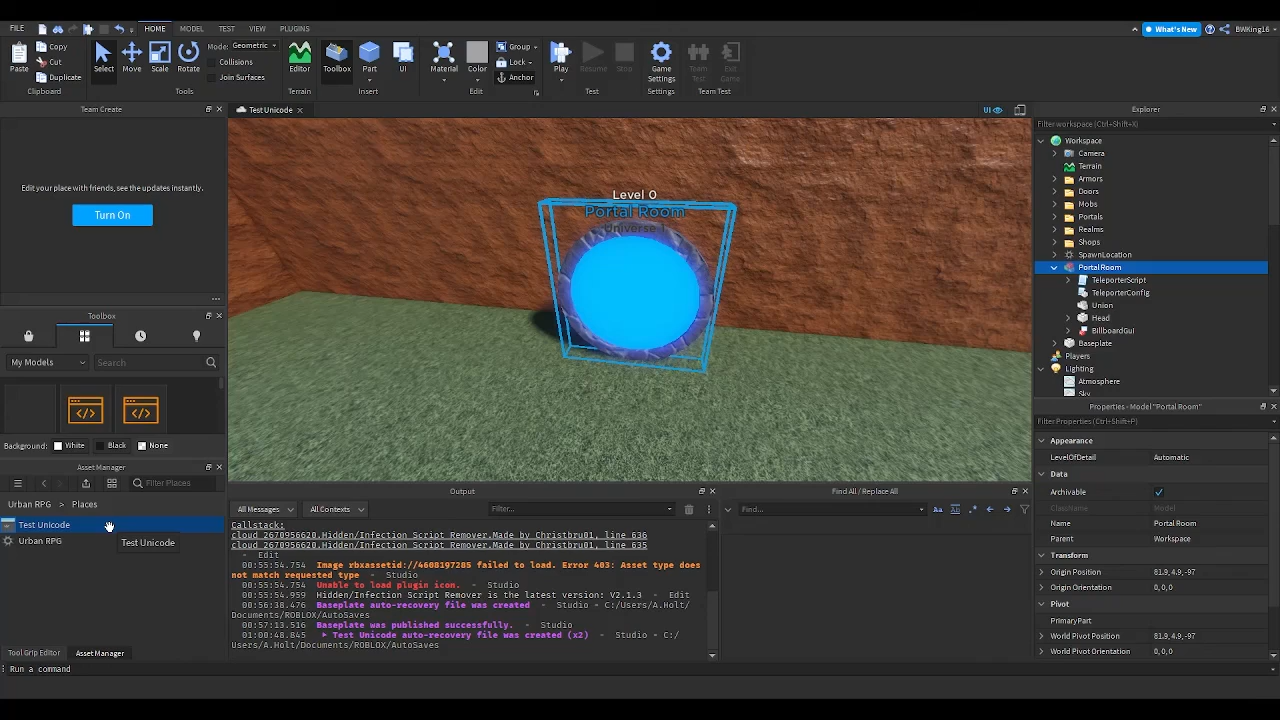 FILE HOME MODEL TEST VIEW PLUGINS What's New BWKing16
Paste Copy Cut Duplicate Select Move Scale Rotate Mode: Geometric Collisions Join Surfaces Editor Toolbox Part UI Material Color Group Lock Anchor Play Resume Stop Game Settings Team Test Exit Game
Clipboard Tools Terrain Insert Edit Test Settings Team Test
Team Create
Edit your place with friends, see the updates instantly.
Turn On
Toolbox
My Models Search
Background: White Black None
Asset Manager
Filter Places
Urban RPG > Places
Test Unicode
Urban RPG
Test Unicode
Tool Grip Editor Asset Manager
Run a command
Test Unicode UI
Level 0
Portal Room
Universe 1
Output
All Messages All Contexts Filter...
Callstack:
cloud_2670956620.Hidden/Infection Script Remover.Made by Christbru01, line 636
cloud_2670956620.Hidden/Infection Script Remover.Made by Christbru01, line 635
- Edit
00:55:54.754 Image rbxassetid://4608197285 failed to load. Error 403: Asset type does
not match requested type - Studio
00:55:54.754 Unable to load plugin icon. - Studio
00:55:54.959 Hidden/Infection Script Remover is the latest version: V2.1.3 - Edit
00:56:38.476 Baseplate auto-recovery file was created - Studio - C:/Users/A.Holt/
Documents/ROBLOX/AutoSaves
00:57:13.516 Baseplate was published successfully. - Studio
01:00:48.845 Test Unicode auto-recovery file was created (x2) - Studio - C:/
Users/A.Holt/Documents/ROBLOX/AutoSaves
Find All / Replace All
Find... Aa Ab .*
Explorer
Filter workspace (Ctrl+Shift+X)
Workspace
Camera
Terrain
Armors
Doors
Mobs
Portals
Realms
Shops
SpawnLocation
Portal Room
TeleporterScript
TeleporterConfig
Union
Head
BillboardGui
Baseplate
Players
Lighting
Atmosphere
Sky
Properties - Model "Portal Room"
Filter Properties (Ctrl+Shift+P)
Appearance
LevelOfDetail Automatic
Data
Archivable
ClassName Model
Name Portal Room
Parent Workspace
Transform
Origin Position 81.9,4.9,-97
Origin Orientation 0,0,0
Pivot
PrimaryPart
World Pivot Position 81.9,4.9,-97
World Pivot Orientation 0,0,0